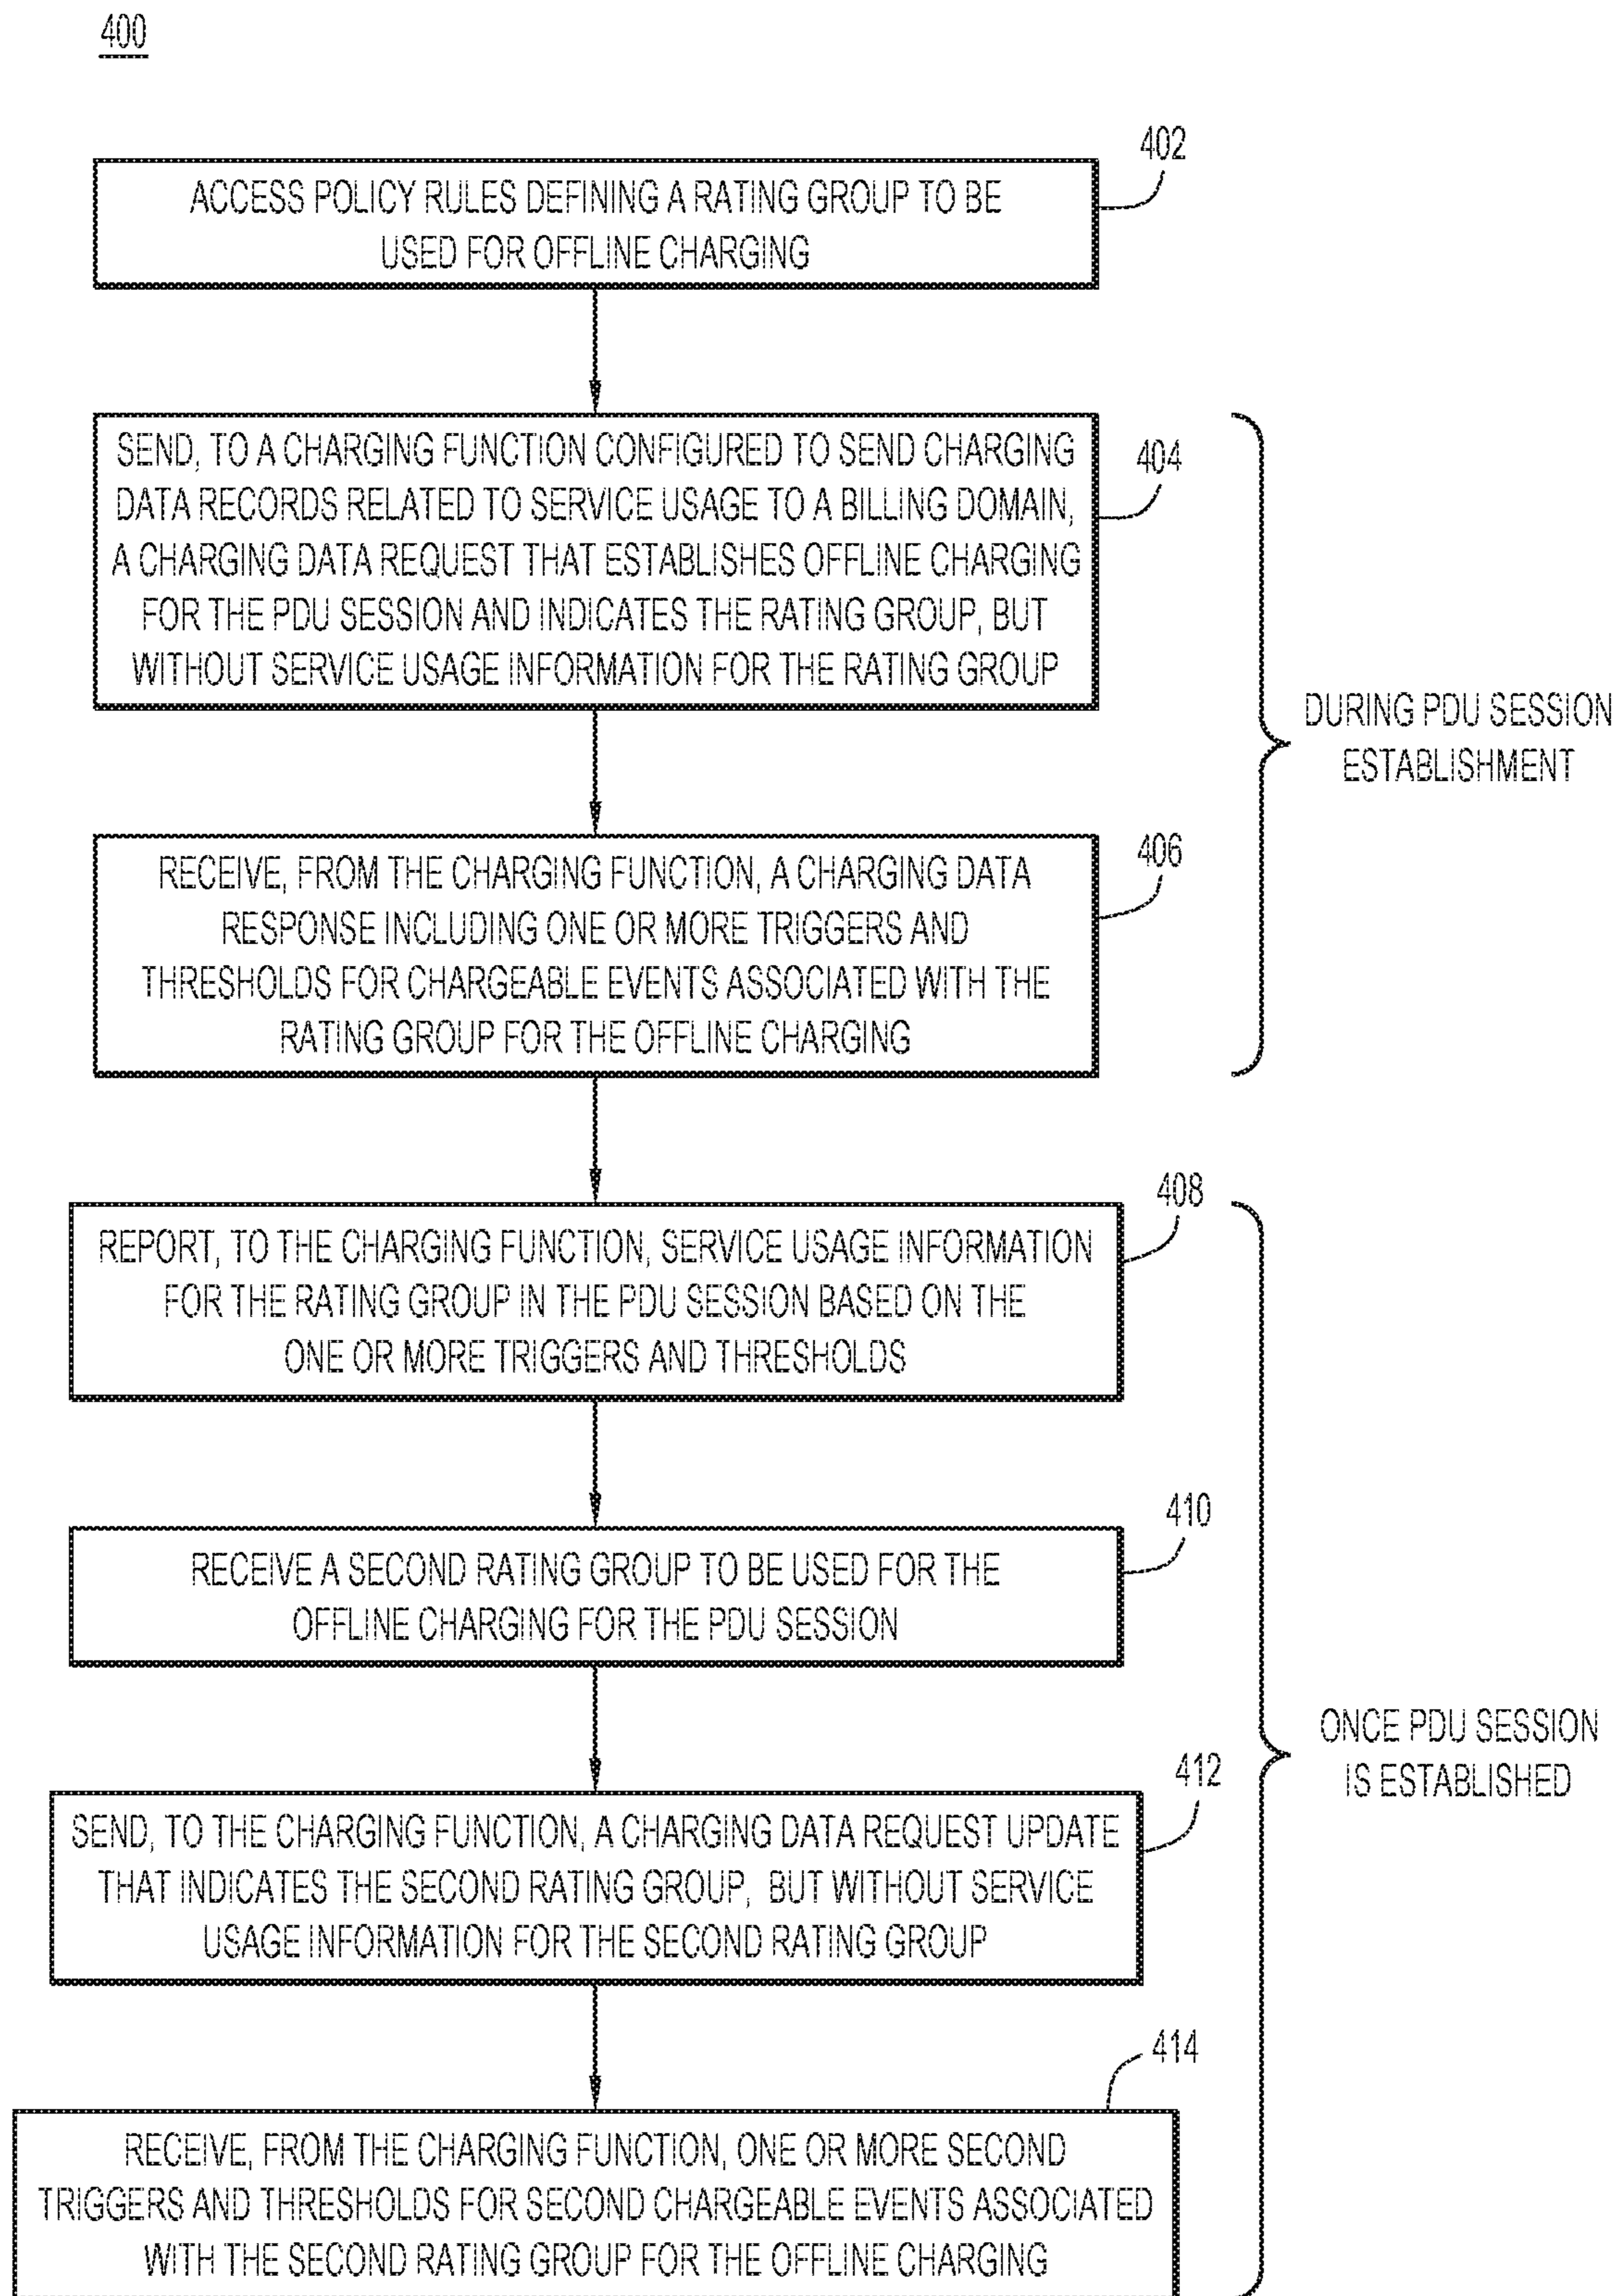 400
402
ACCESS POLICY RULES DEFINING A RATING GROUP TO BE
USED FOR OFFLINE CHARGING
404
SEND, TO A CHARGING FUNCTION CONFIGURED TO SEND CHARGING
DATA RECORDS RELATED TO SERVICE USAGE TO A BILLING DOMAIN,
A CHARGING DATA REQUEST THAT ESTABLISHES OFFLINE CHARGING
FOR THE PDU SESSION AND INDICATES THE RATING GROUP, BUT
WITHOUT SERVICE USAGE INFORMATION FOR THE RATING GROUP
DURING PDU SESSION
ESTABLISHMENT
406
RECEIVE, FROM THE CHARGING FUNCTION, A CHARGING DATA
RESPONSE INCLUDING ONE OR MORE TRIGGERS AND
THRESHOLDS FOR CHARGEABLE EVENTS ASSOCIATED WITH THE
RATING GROUP FOR THE OFFLINE CHARGING
408
REPORT, TO THE CHARGING FUNCTION, SERVICE USAGE INFORMATION
FOR THE RATING GROUP IN THE PDU SESSION BASED ON THE
ONE OR MORE TRIGGERS AND THRESHOLDS
410
RECEIVE A SECOND RATING GROUP TO BE USED FOR THE
OFFLINE CHARGING FOR THE PDU SESSION
ONCE PDU SESSION
IS ESTABLISHED
412
SEND, TO THE CHARGING FUNCTION, A CHARGING DATA REQUEST UPDATE
THAT INDICATES THE SECOND RATING GROUP, BUT WITHOUT SERVICE
USAGE INFORMATION FOR THE SECOND RATING GROUP
414
RECEIVE, FROM THE CHARGING FUNCTION, ONE OR MORE SECOND
TRIGGERS AND THRESHOLDS FOR SECOND CHARGEABLE EVENTS ASSOCIATED
WITH THE SECOND RATING GROUP FOR THE OFFLINE CHARGING